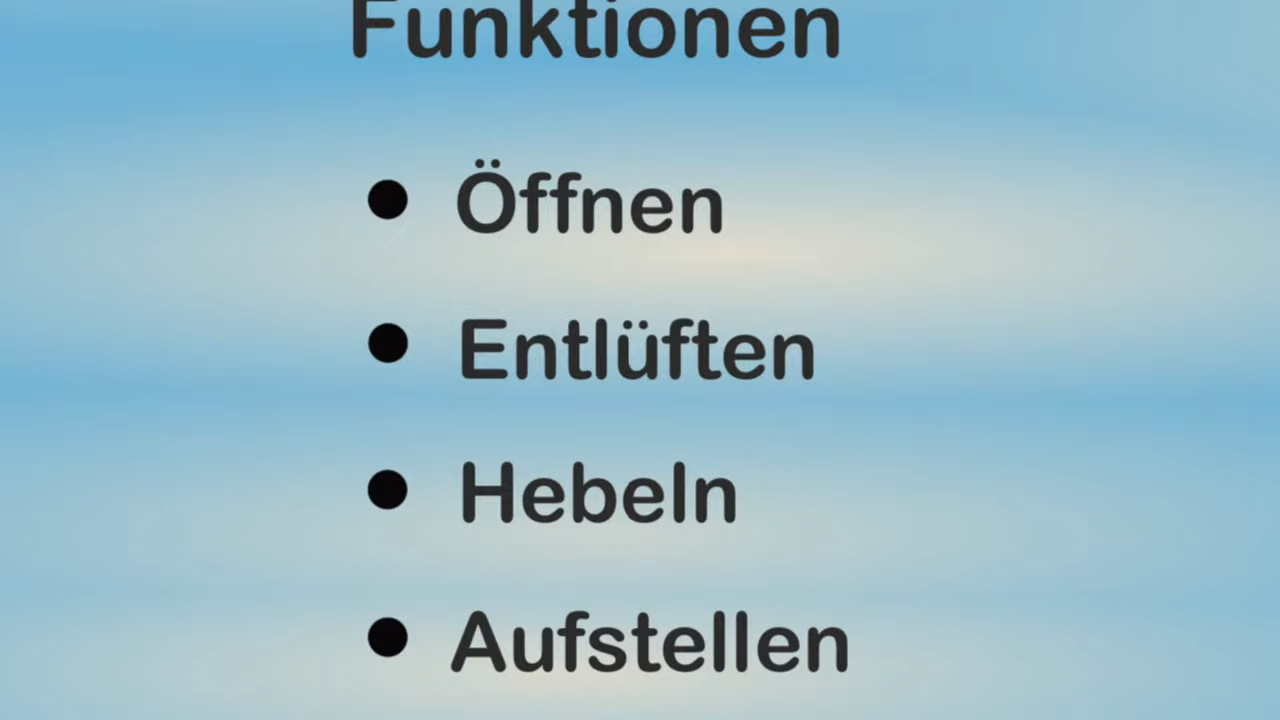 Funktionen
● Öffnen
● Entlüften
● Hebeln
● Aufstellen